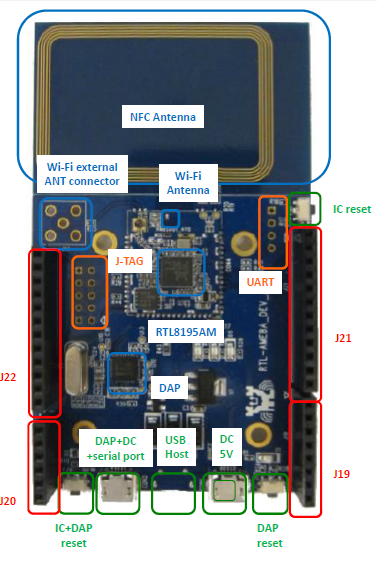 NFC Antenna
Wi-Fi external
ANT connector
Wi-Fi
Antenna
IC reset
J-TAG
UART
RTL8195AM
J21
RTL-AMEBA_DEV
J22
DAP
DAP+DC
+serial port
USB
Host
DC
5V
J20
J19
IC+DAP
reset
DAP
reset